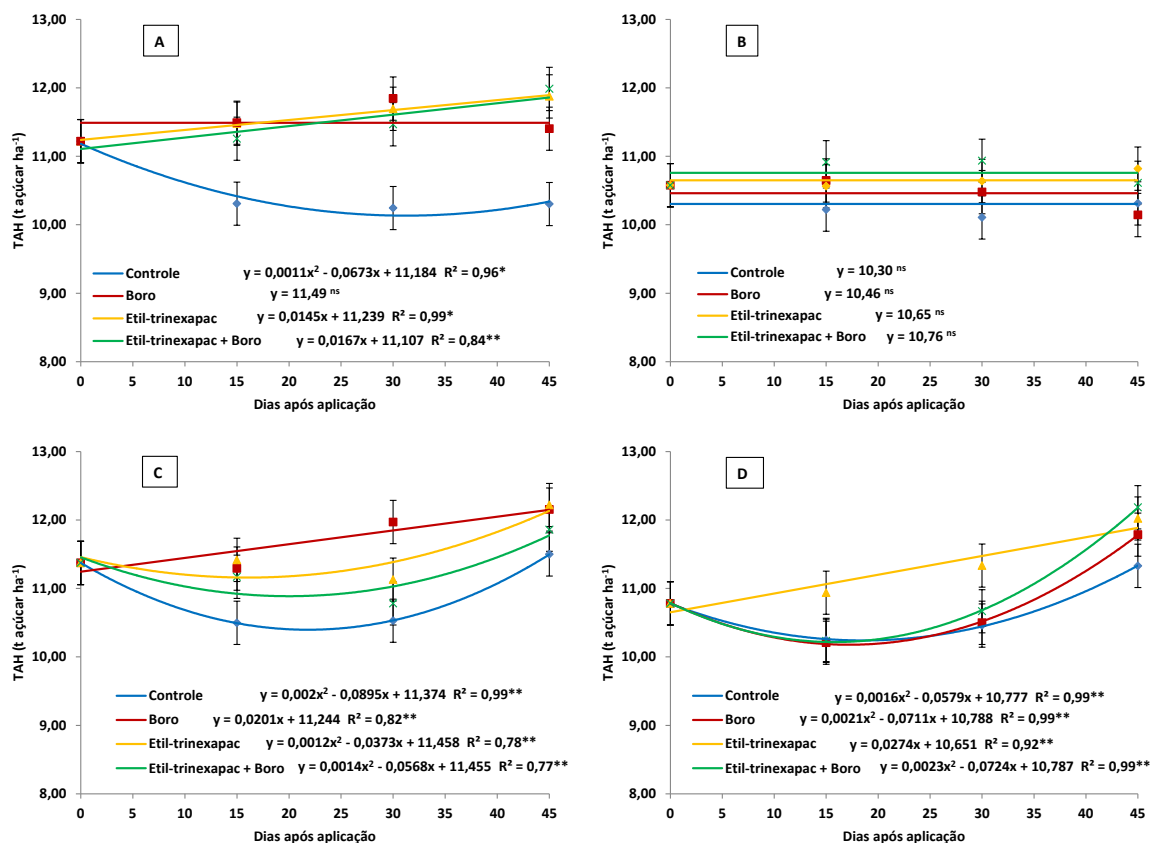 A
TAH (t açúcar ha⁻¹)
13,00
12,00
11,00
10,00
9,00
8,00
Controle y = 0,0011x² - 0,0673x + 11,184 R² = 0,96*
Boro y = 11,49 ns
Etil-trinexapac y = 0,0145x + 11,239 R² = 0,99*
Etil-trinexapac + Boro y = 0,0167x + 11,107 R² = 0,84**
0 5 10 15 20 25 30 35 40 45
Dias após aplicação
B
TAH (t açúcar ha⁻¹)
13,00
12,00
11,00
10,00
9,00
8,00
Controle y = 10,30 ns
Boro y = 10,46 ns
Etil-trinexapac y = 10,65 ns
Etil-trinexapac + Boro y = 10,76 ns
0 5 10 15 20 25 30 35 40 45
Dias após aplicação
C
TAH (t açúcar ha⁻¹)
13,00
12,00
11,00
10,00
9,00
8,00
Controle y = 0,002x² - 0,0895x + 11,374 R² = 0,99**
Boro y = 0,0201x + 11,244 R² = 0,82**
Etil-trinexapac y = 0,0012x² - 0,0373x + 11,458 R² = 0,78**
Etil-trinexapac + Boro y = 0,0014x² - 0,0568x + 11,455 R² = 0,77**
0 5 10 15 20 25 30 35 40 45
Dias após aplicação
D
TAH (t açúcar ha⁻¹)
13,00
12,00
11,00
10,00
9,00
8,00
Controle y = 0,0016x² - 0,0579x + 10,777 R² = 0,99**
Boro y = 0,0021x² - 0,0711x + 10,788 R² = 0,99**
Etil-trinexapac y = 0,0274x + 10,651 R² = 0,92**
Etil-trinexapac + Boro y = 0,0023x² - 0,0724x + 10,787 R² = 0,99**
0 5 10 15 20 25 30 35 40 45
Dias após aplicação